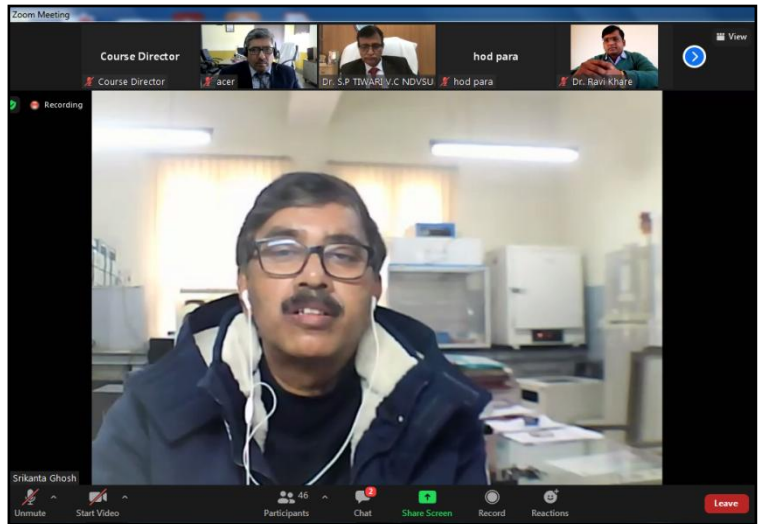 Zoom Meeting
View
Course Director
hod para
Course Director
acer
Dr. S.P TIWARI V.C NDVSU
hod para
Dr. Ravi Khare
Recording
Srikanta Ghosh
46
2
Unmute
Start Video
Participants
Chat
Share Screen
Record
Reactions
Leave